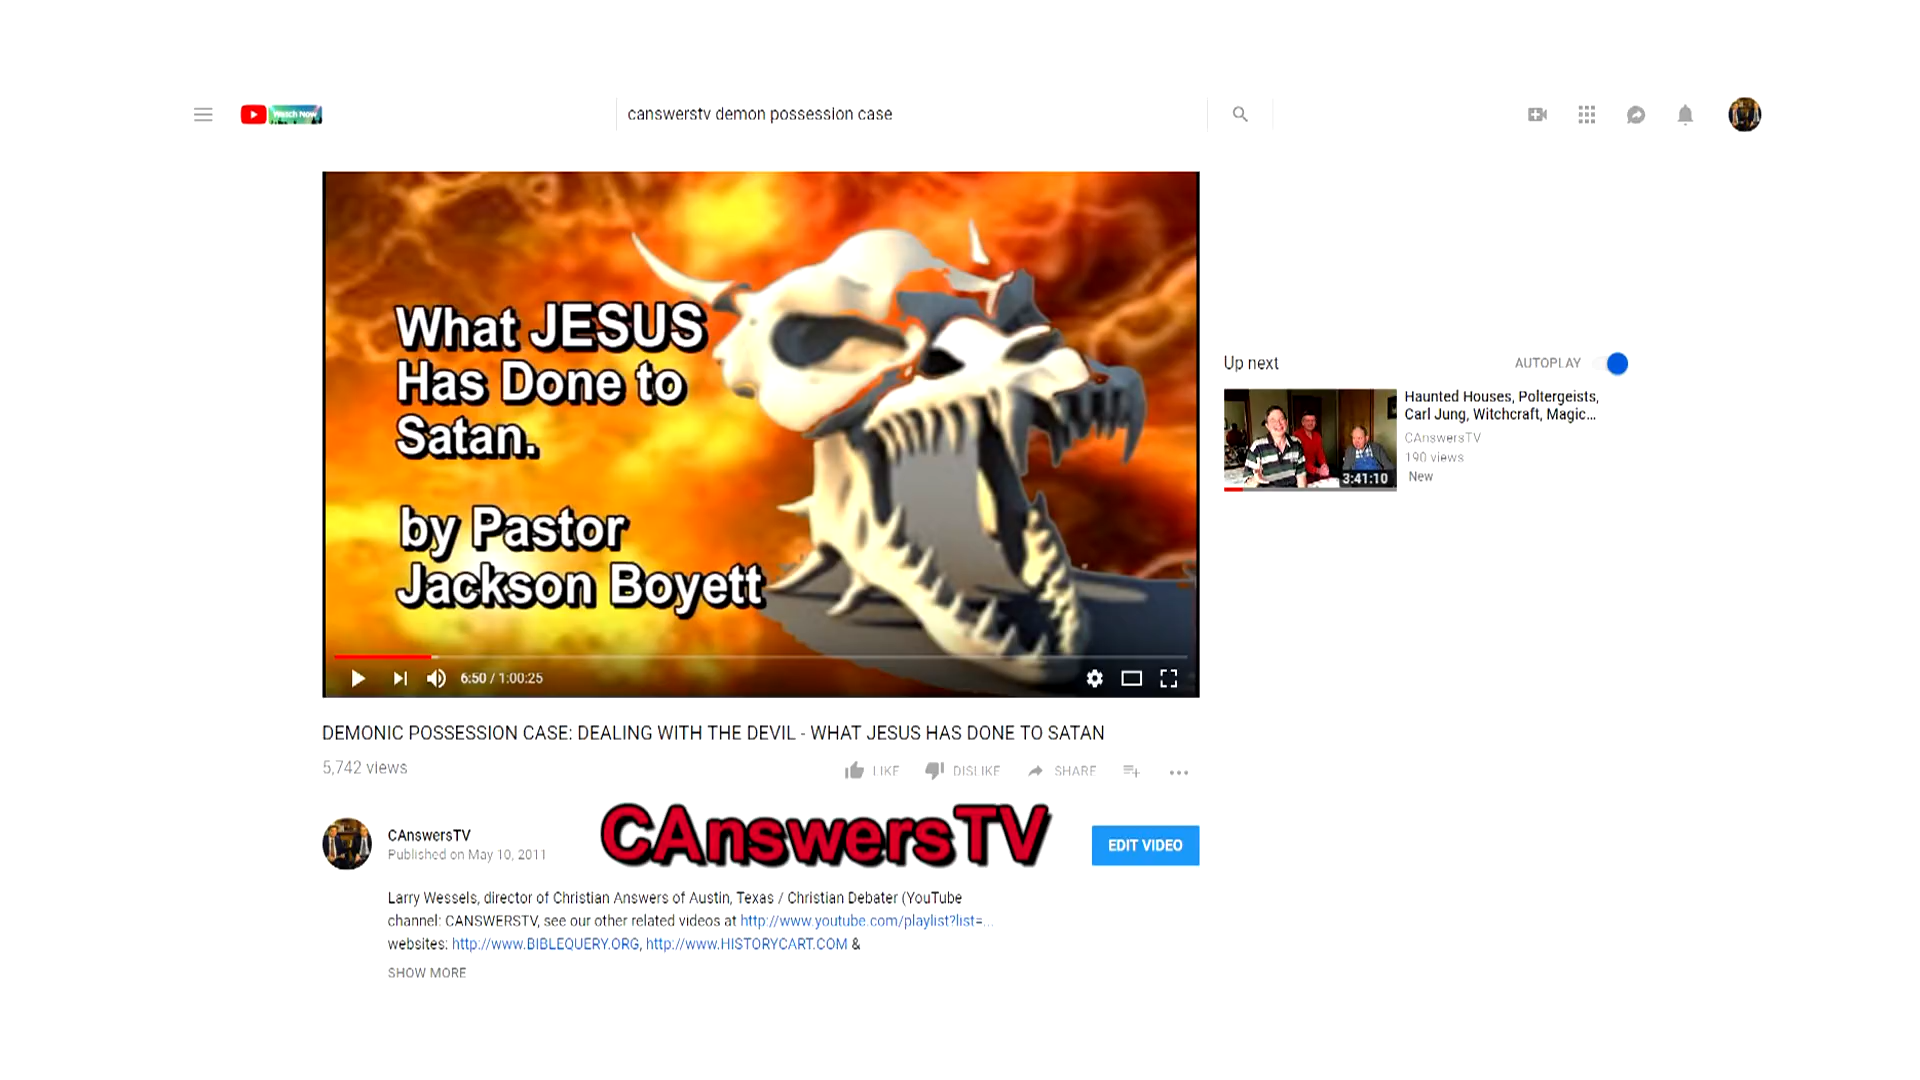 Watch Now
canswerstv demon possession case
What JESUS
Has Done to
Satan.
by Pastor
Jackson Boyett
6:50 / 1:00:25
Up next
AUTOPLAY
Haunted Houses, Poltergeists,
Carl Jung, Witchcraft, Magic...
CAnswersTV
190 views
New
3:41:10
DEMONIC POSSESSION CASE: DEALING WITH THE DEVIL - WHAT JESUS HAS DONE TO SATAN
5,742 views
LIKE
DISLIKE
SHARE
CAnswersTV
Published on May 10, 2011
CAnswersTV
EDIT VIDEO
Larry Wessels, director of Christian Answers of Austin, Texas / Christian Debater (YouTube
channel: CANSWERSTV, see our other related videos at http://www.youtube.com/playlist?list=...
websites: http://www.BIBLEQUERY.ORG, http://www.HISTORYCART.COM &
SHOW MORE